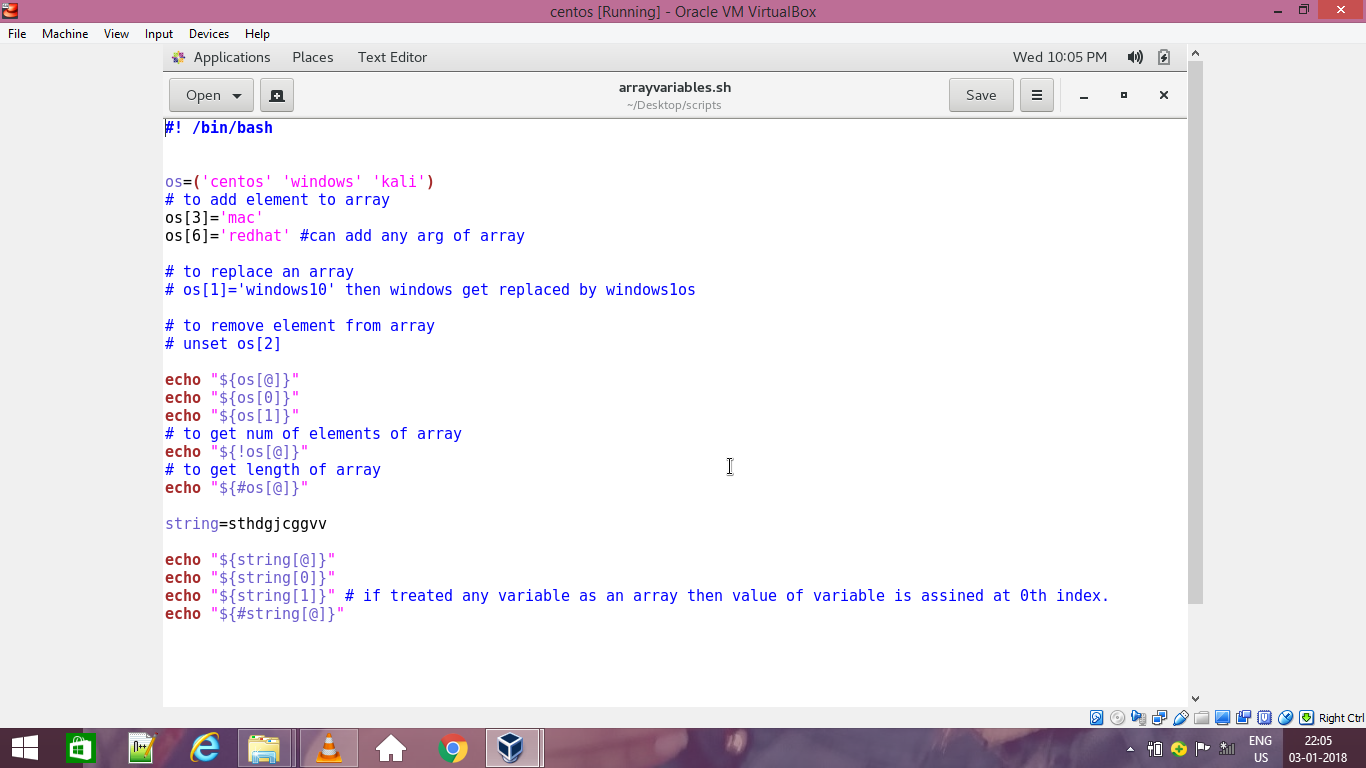 centos [Running] - Oracle VM VirtualBox
File Machine View Input Devices Help
Applications Places Text Editor Wed 10:05 PM
Open arrayvariables.sh Save
~/Desktop/scripts
#! /bin/bash
os=('centos' 'windows' 'kali')
# to add element to array
os[3]='mac'
os[6]='redhat' #can add any arg of array
# to replace an array
# os[1]='windows10' then windows get replaced by windows1os
# to remove element from array
# unset os[2]
echo "${os[@]}"
echo "${os[0]}"
echo "${os[1]}"
# to get num of elements of array
echo "${!os[@]}"
# to get length of array
echo "${#os[@]}"
string=sthdgjcggvv
echo "${string[@]}"
echo "${string[0]}"
echo "${string[1]}" # if treated any variable as an array then value of variable is assined at 0th index.
echo "${#string[@]}"
Right Ctrl
ENG 22:05
US 03-01-2018